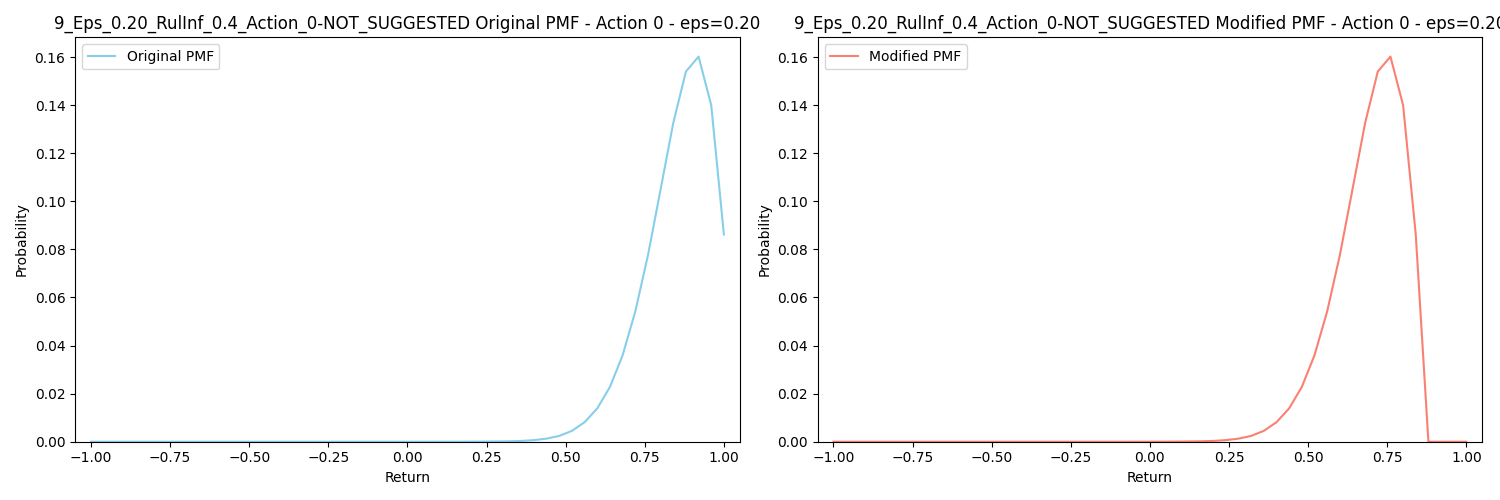 9_Eps_0.20_RulInf_0.4_Action_0-NOT_SUGGESTED Original PMF - Action 0 - eps=0.20
Original PMF
0.16
0.14
0.12
0.10
0.08
0.06
0.04
0.02
0.00
Probability
−1.00 −0.75 −0.50 −0.25 0.00 0.25 0.50 0.75 1.00
Return
9_Eps_0.20_RulInf_0.4_Action_0-NOT_SUGGESTED Modified PMF - Action 0 - eps=0.20
Modified PMF
0.16
0.14
0.12
0.10
0.08
0.06
0.04
0.02
0.00
Probability
−1.00 −0.75 −0.50 −0.25 0.00 0.25 0.50 0.75 1.00
Return